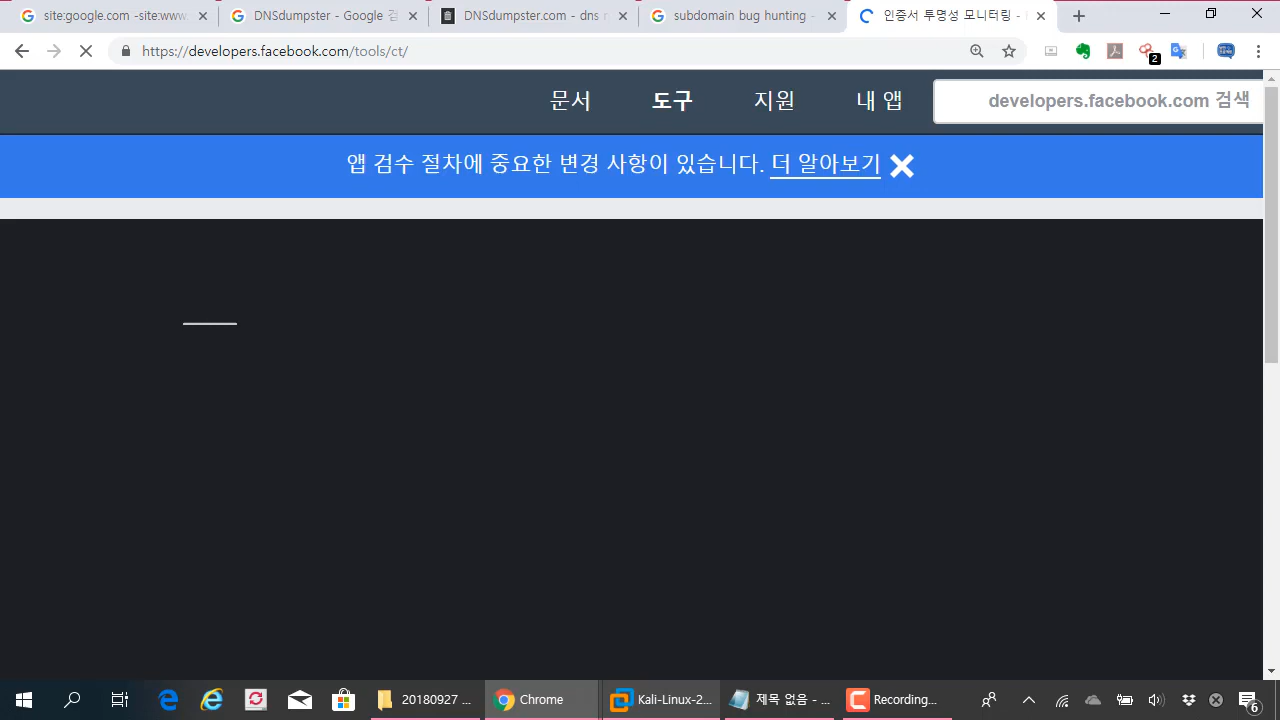 site:google.com -site:www
DNSdumpster - Google 검
DNSdumpster.com - dns r
subdomain bug hunting -
인증서 투명성 모니터링 -
https://developers.facebook.com/tools/ct/
2
문서
도구
지원
내 앱
developers.facebook.com 검색
앱 검수 절차에 중요한 변경 사항이 있습니다. 더 알아보기
20180927 ...
Chrome
Kali-Linux-2...
제목 없음 - ...
Recording...
6